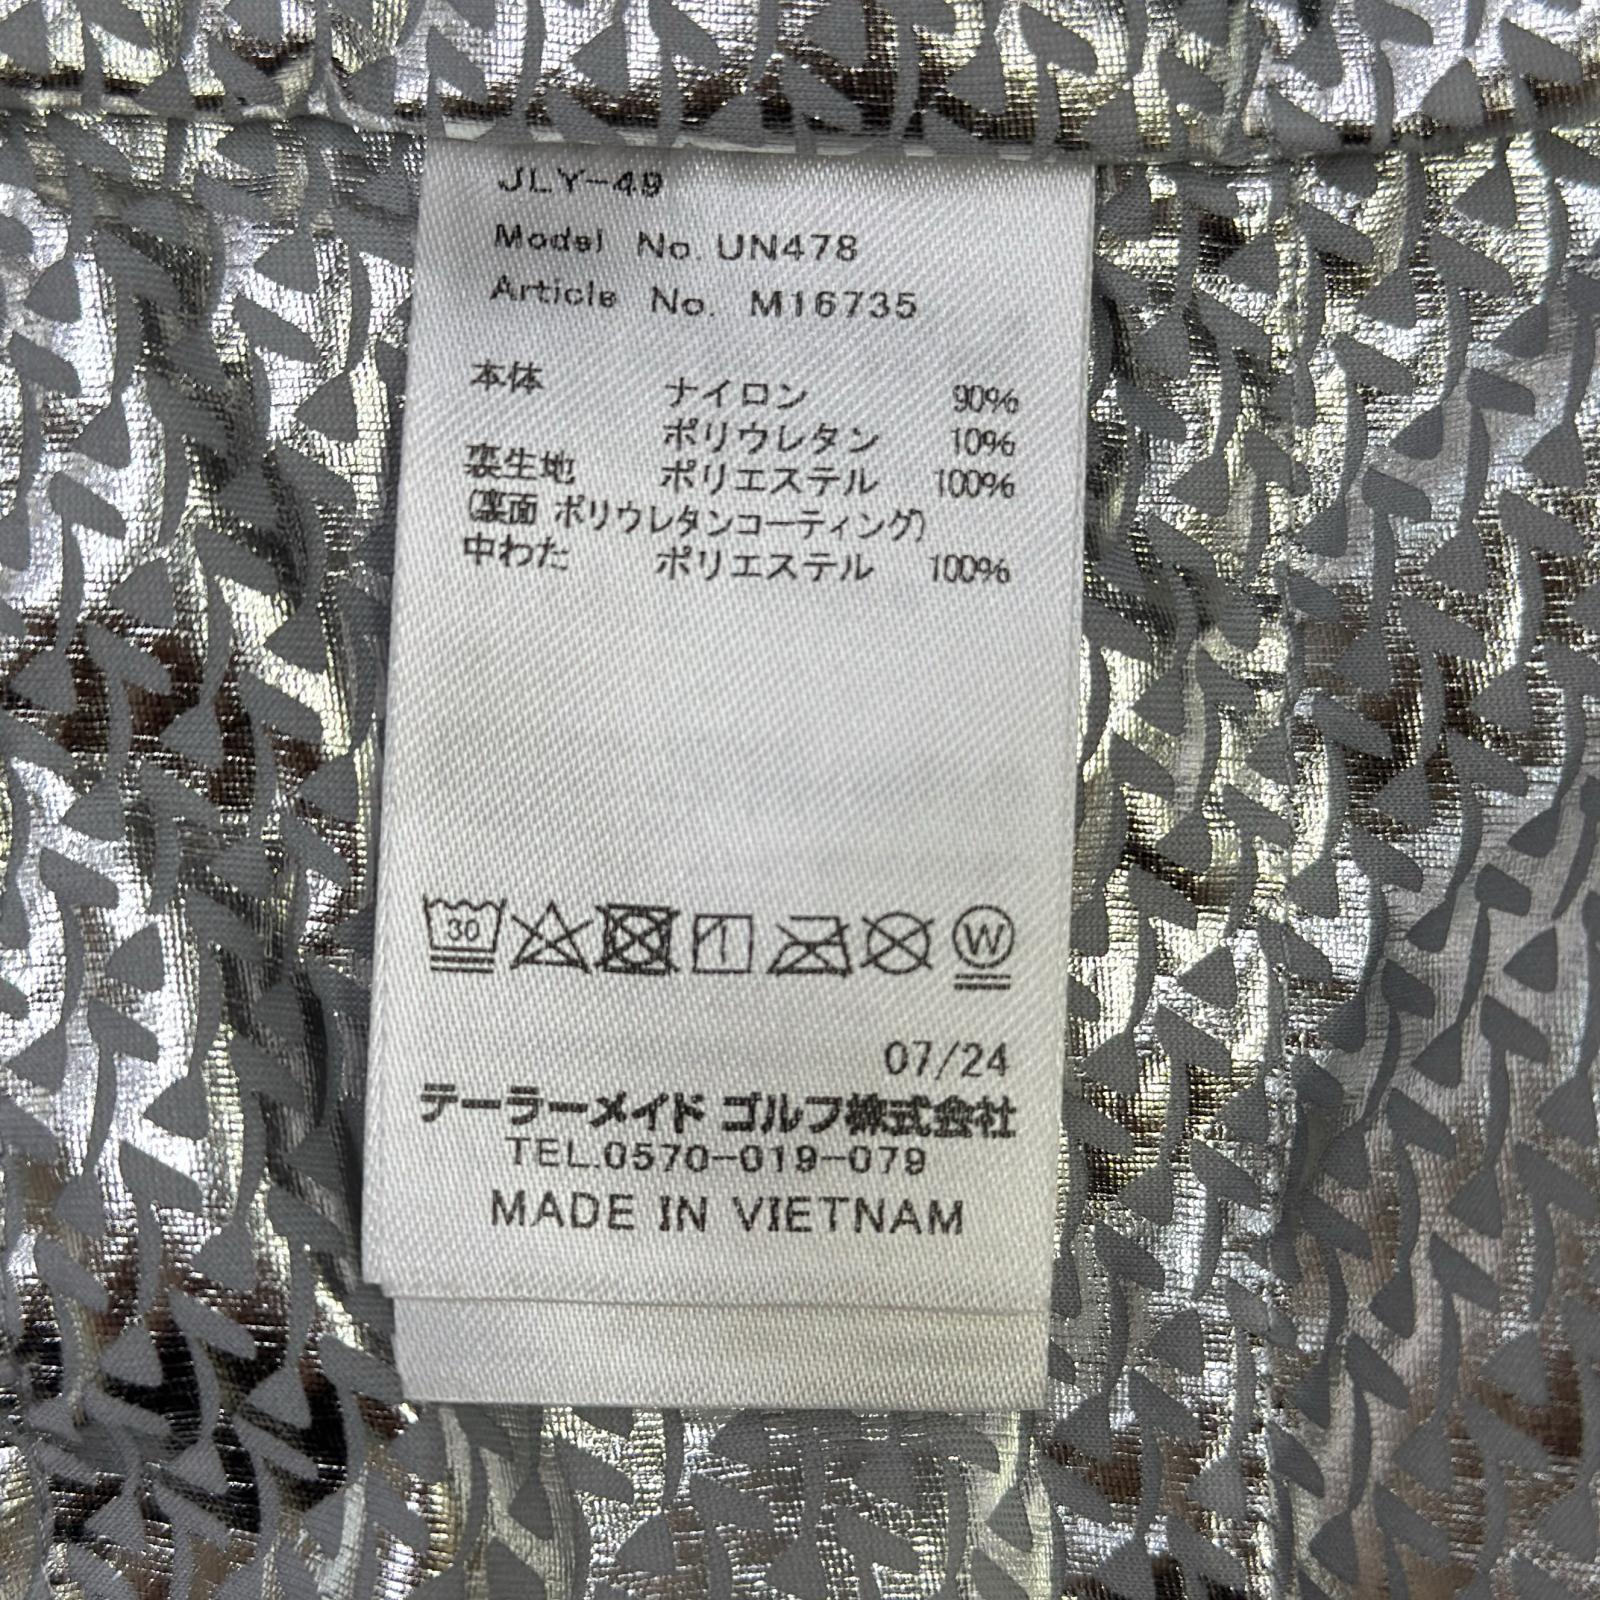 JLY-49
Model No. UN478
Article No. M16735
本体 ナイロン 90%
ポリウレタン 10%
裏生地 ポリエステル 100%
(裏面 ポリウレタンコーティング)
中わた ポリエステル 100%
30
W
07/24
テーラーメイド ゴルフ株式会社
TEL.0570-019-079
MADE IN VIETNAM